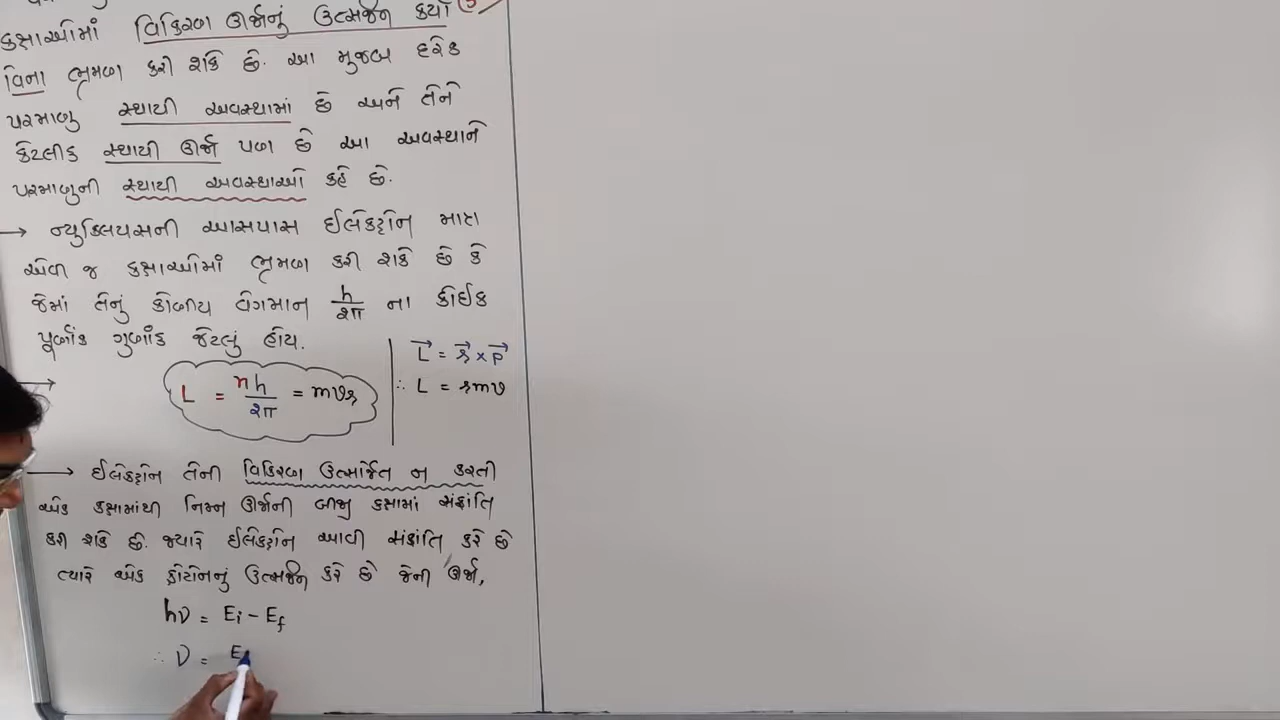 કક્ષાઓમાં વિકિરણ ઊર્જાનું ઉત્સર્જન કર્યા
વિના ભ્રમણ કરી શકે છે. આ મુજબ દરેક
પરમાણુ સ્થાયી અવસ્થામાં છે અને તેને
કેટલીક સ્થાયી ઊર્જા પણ છે આ અવસ્થાને
પરમાણુની સ્થાયી અવસ્થાઓ કહે છે.
→ ન્યુક્લિયસની આસપાસ ઈલેક્ટ્રોન માત્ર
એવી જ કક્ષાઓમાં ભ્રમણ કરી શકે છે કે
જેમાં તેનું કોણીય વેગમાન h/2π ના કોઈક
પૂર્ણાંક ગુણાંક જેટલું હોય.
→ L = nh/2π = mvr
L⃗ = r⃗ × p⃗
∴ L = rmv
→ ઈલેક્ટ્રોન તેની વિકિરણ ઉત્સર્જિત ન કરતી
એક કક્ષામાંથી નિમ્ન ઊર્જાની બીજી કક્ષામાં સંક્રાંતિ
કરી શકે છે. જ્યારે ઈલેક્ટ્રોન આવી સંક્રાંતિ કરે છે
ત્યારે એક ફોટોનનું ઉત્સર્જન કરે છે જેની ઊર્જા,
hν = Ei - Ef
∴ ν = E